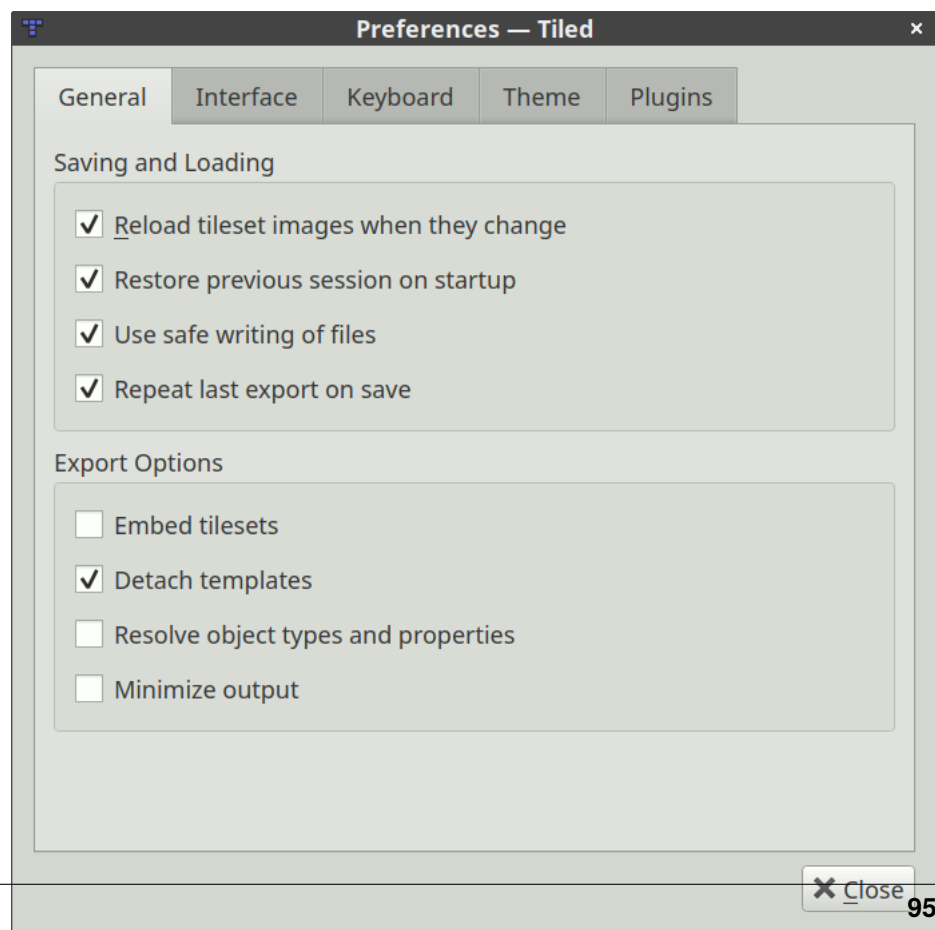 Preferences — Tiled
General Interface Keyboard Theme Plugins
Saving and Loading
Reload tileset images when they change
Restore previous session on startup
Use safe writing of files
Repeat last export on save
Export Options
Embed tilesets
Detach templates
Resolve object types and properties
Minimize output
Close
95